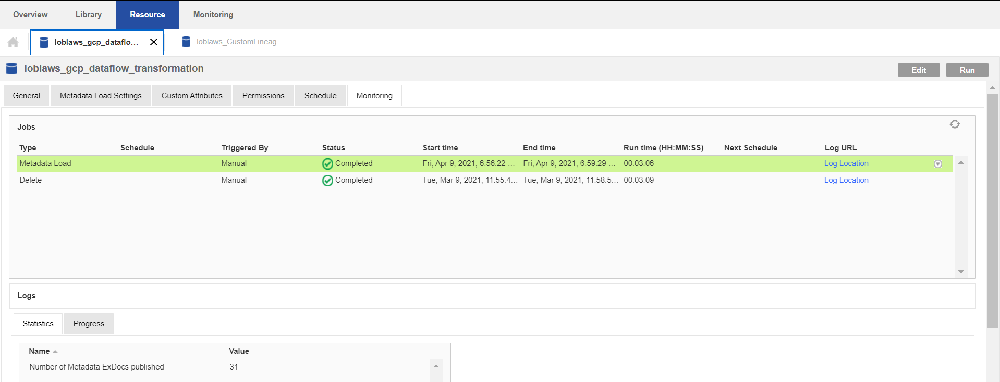 Overview Library Resource Monitoring
loblaws_gcp_dataflo... loblaws_CustomLineag...
loblaws_gcp_dataflow_transformation Edit Run
General Metadata Load Settings Custom Attributes Permissions Schedule Monitoring
Jobs
Type Schedule Triggered By Status Start time End time Run time (HH:MM:SS) Next Schedule Log URL
Metadata Load ---- Manual Completed Fri, Apr 9, 2021, 6:56:22 ... Fri, Apr 9, 2021, 6:59:29 ... 00:03:06 ---- Log Location
Delete ---- Manual Completed Tue, Mar 9, 2021, 11:55:4... Tue, Mar 9, 2021, 11:58:5... 00:03:09 ---- Log Location
Logs
Statistics Progress
Name Value
Number of Metadata ExDocs published 31